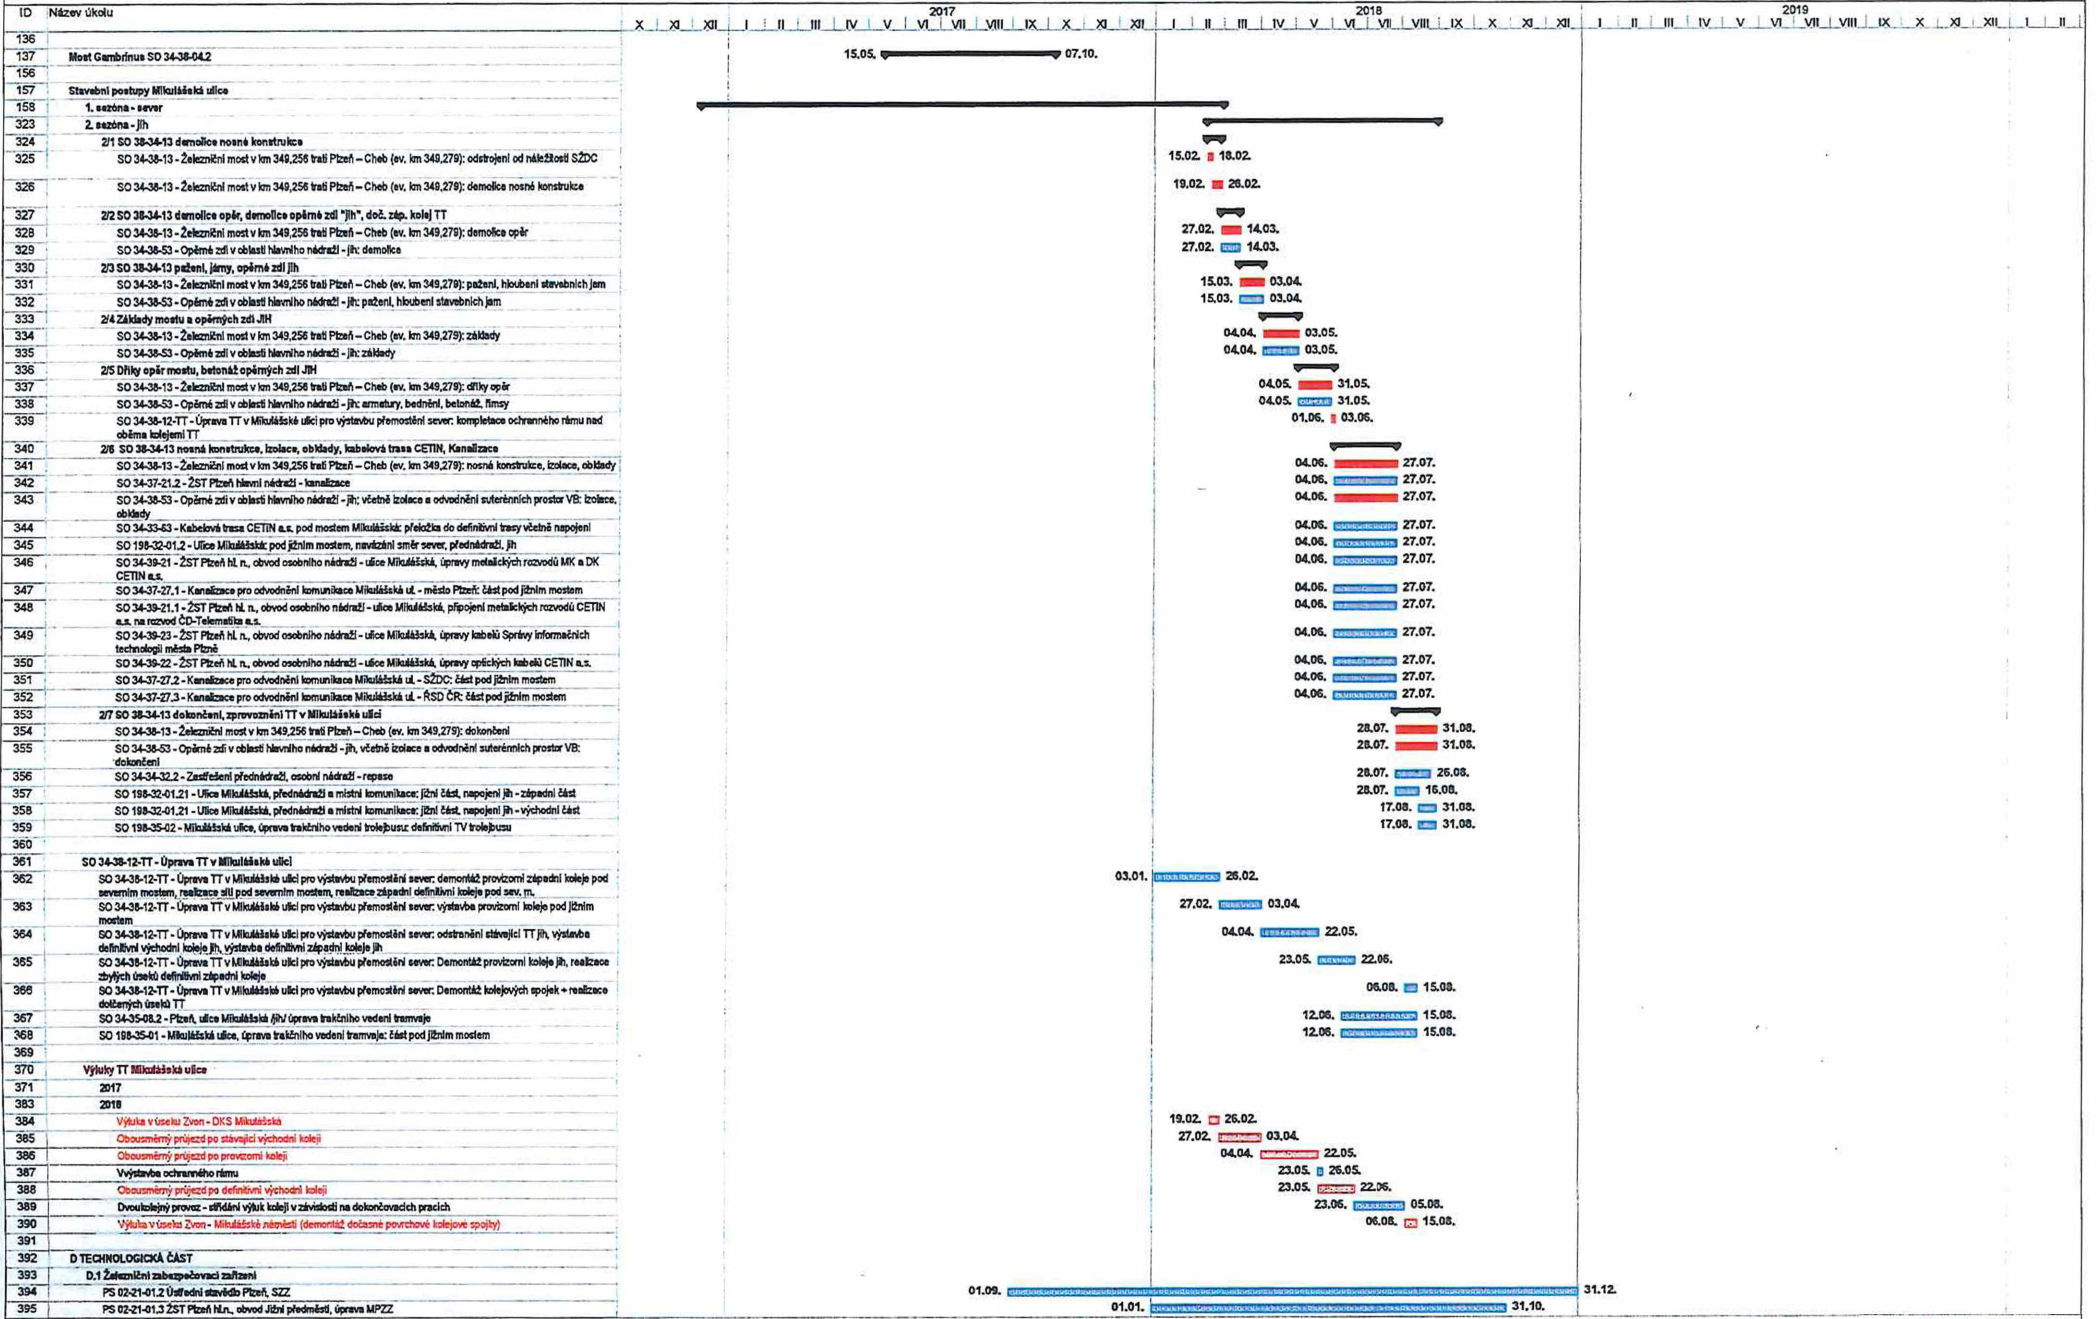 ID Název úkolu 2017 2018 2019
X XI XII I II III IV V VI VII VIII IX X XI XII I II III IV V VI VII VIII IX X XI XII I II III IV V VI VII VIII IX X XI XII I II
136
137 Most Gambrinus SO 34-38-04.2 15.05. 07.10.
156
157 Stavební postupy Mikulášská ulice
158 1. sezóna - sever
323 2. sezóna - jih
324 2/1 SO 38-34-13 demolice nosné konstrukce
325 SO 34-38-13 - Železniční most v km 349,256 trati Plzeň – Cheb (ev. km 349,279): odstrojení od náležitostí SŽDC 15.02. 18.02.
326 SO 34-38-13 - Železniční most v km 349,256 trati Plzeň – Cheb (ev. km 349,279): demolice nosné konstrukce 19.02. 26.02.
327 2/2 SO 38-34-13 demolice opěr, demolice opěrné zdi "jih", doč. záp. kolej TT
328 SO 34-38-13 - Železniční most v km 349,256 trati Plzeň – Cheb (ev. km 349,279): demolice opěr 27.02. 14.03.
329 SO 34-38-53 - Opěrné zdi v oblasti hlavního nádraží - jih: demolice 27.02. 14.03.
330 2/3 SO 38-34-13 pažení, jámy, opěrné zdi jih
331 SO 34-38-13 - Železniční most v km 349,256 trati Plzeň – Cheb (ev. km 349,279): pažení, hloubení stavebních jam 15.03. 03.04.
332 SO 34-38-53 - Opěrné zdi v oblasti hlavního nádraží - jih: pažení, hloubení stavebních jam 15.03. 03.04.
333 2/4 Základy mostu a opěrných zdí JIH
334 SO 34-38-13 - Železniční most v km 349,256 trati Plzeň – Cheb (ev. km 349,279): základy 04.04. 03.05.
335 SO 34-38-53 - Opěrné zdi v oblasti hlavního nádraží - jih: základy 04.04. 03.05.
336 2/5 Dříky opěr mostu, betonáž opěrných zdí JIH
337 SO 34-38-13 - Železniční most v km 349,256 trati Plzeň – Cheb (ev. km 349,279): dříky opěr 04.05. 31.05.
338 SO 34-38-53 - Opěrné zdi v oblasti hlavního nádraží - jih: armatury, bednění, betonáž, římsy 04.05. 31.05.
339 SO 34-38-12-TT - Úprava TT v Mikulášské ulici pro výstavbu přemostění sever: kompletace ochranného rámu nad 01.06. 03.06.
oběma kolejemi TT
340 2/6 SO 38-34-13 nosná konstrukce, izolace, obklady, kabelová trasa CETIN, Kanalizace
341 SO 34-38-13 - Železniční most v km 349,256 trati Plzeň – Cheb (ev. km 349,279): nosná konstrukce, izolace, obklady 04.06. 27.07.
342 SO 34-37-21.2 - ŽST Plzeň hlavní nádraží - kanalizace 04.06. 27.07.
343 SO 34-38-53 - Opěrné zdi v oblasti hlavního nádraží - jih; včetně izolace a odvodnění suterénních prostor VB: izolace, 04.06. 27.07.
obklady
344 SO 34-33-63 - Kabelová trasa CETIN a.s. pod mostem Mikulášská: přeložka do definitivní trasy včetně napojení 04.06. 27.07.
345 SO 198-32-01.2 - Ulice Mikulášská: pod jižním mostem, navázání směr sever, přednádraží, jih 04.06. 27.07.
346 SO 34-39-21 - ŽST Plzeň hl. n., obvod osobního nádraží - ulice Mikulášská, úpravy metalických rozvodů MK a DK 04.06. 27.07.
CETIN a.s.
347 SO 34-37-27.1 - Kanalizace pro odvodnění komunikace Mikulášská ul. - město Plzeň: část pod jižním mostem 04.06. 27.07.
348 SO 34-39-21.1 - ŽST Plzeň hl. n., obvod osobního nádraží - ulice Mikulášská, připojení metalických rozvodů CETIN 04.06. 27.07.
a.s. na rozvod ČD-Telematika a.s.
349 SO 34-39-23 - ŽST Plzeň hl. n., obvod osobního nádraží - ulice Mikulášská, úpravy kabelů Správy informačních 04.06. 27.07.
technologií města Plzně
350 SO 34-39-22 - ŽST Plzeň hl. n., obvod osobního nádraží - ulice Mikulášská, úpravy optických kabelů CETIN a.s. 04.06. 27.07.
351 SO 34-37-27.2 - Kanalizace pro odvodnění komunikace Mikulášská ul. - SŽDC: část pod jižním mostem 04.06. 27.07.
352 SO 34-37-27.3 - Kanalizace pro odvodnění komunikace Mikulášská ul. - ŘSD ČR: část pod jižním mostem 04.06. 27.07.
353 2/7 SO 38-34-13 dokončení, zprovoznění TT v Mikulášské ulici
354 SO 34-38-13 - Železniční most v km 349,256 trati Plzeň – Cheb (ev. km 349,279): dokončení 28.07. 31.08.
355 SO 34-38-53 - Opěrné zdi v oblasti hlavního nádraží - jih, včetně izolace a odvodnění suterénních prostor VB: 28.07. 31.08.
dokončení
356 SO 34-34-32.2 - Zastřešení přednádraží, osobní nádraží - repase 28.07. 26.08.
357 SO 198-32-01.21 - Ulice Mikulášská, přednádraží a místní komunikace: jižní část, napojení jih - západní část 28.07. 16.08.
358 SO 198-32-01.21 - Ulice Mikulášská, přednádraží a místní komunikace: jižní část, napojení jih - východní část 17.08. 31.08.
359 SO 198-35-02 - Mikulášská ulice, úprava trakčního vedení trolejbusu: definitivní TV trolejbusu 17.08. 31.08.
360
361 SO 34-38-12-TT - Úprava TT v Mikulášské ulici
362 SO 34-38-12-TT - Úprava TT v Mikulášské ulici pro výstavbu přemostění sever: demontáž provizorní západní koleje pod 03.01. 26.02.
severním mostem, realizace sítí pod severním mostem, realizace západní definitivní koleje pod sev. m.
363 SO 34-38-12-TT - Úprava TT v Mikulášské ulici pro výstavbu přemostění sever: výstavba provizorní koleje pod jižním 27.02. 03.04.
mostem
364 SO 34-38-12-TT - Úprava TT v Mikulášské ulici pro výstavbu přemostění sever: odstranění stávající TT jih, výstavba 04.04. 22.05.
definitivní východní koleje jih, výstavba definitivní západní koleje jih
365 SO 34-38-12-TT - Úprava TT v Mikulášské ulici pro výstavbu přemostění sever: Demontáž provizorní koleje jih, realizace 23.05. 22.06.
zbylých úseků definitivní západní koleje
366 SO 34-38-12-TT - Úprava TT v Mikulášské ulici pro výstavbu přemostění sever: Demontáž kolejových spojek + realizace 06.08. 15.08.
dotčených úseků TT
367 SO 34-35-08.2 - Plzeň, ulice Mikulášská /jih/ úprava trakčního vedení tramvaje 12.06. 15.08.
368 SO 198-35-01 - Mikulášská ulice, úprava trakčního vedení tramvaje: část pod jižním mostem 12.06. 15.08.
369
370 Výluky TT Mikulášská ulice
371 2017
383 2018
384 Výluka v úseku Zvon - DKS Mikulášská 19.02. 26.02.
385 Obousměrný průjezd po stávající východní koleji 27.02. 03.04.
386 Obousměrný průjezd po provizorní koleji 04.04. 22.05.
387 Vvýstavba ochranného rámu 23.05. 26.05.
388 Obousměrný průjezd po definitivní východní koleji 23.05. 22.06.
389 Dvoukolejný provoz - střídání výluk kolejí v závislosti na dokončovacích pracích 23.06. 05.08.
390 Výluka v úseku Zvon - Mikulášské náměstí (demontáž dočasné povrchové kolejové spojky) 06.08. 15.08.
391
392 D TECHNOLOGICKÁ ČÁST
393 D.1 Železniční zabezpečovací zařízení
394 PS 02-21-01.2 Ústřední stavědlo Plzeň, SZZ 01.09. 31.12.
395 PS 02-21-01.3 ŽST Plzeň hl.n., obvod Jižní předměstí, úprava MPZZ 01.01. 31.10.